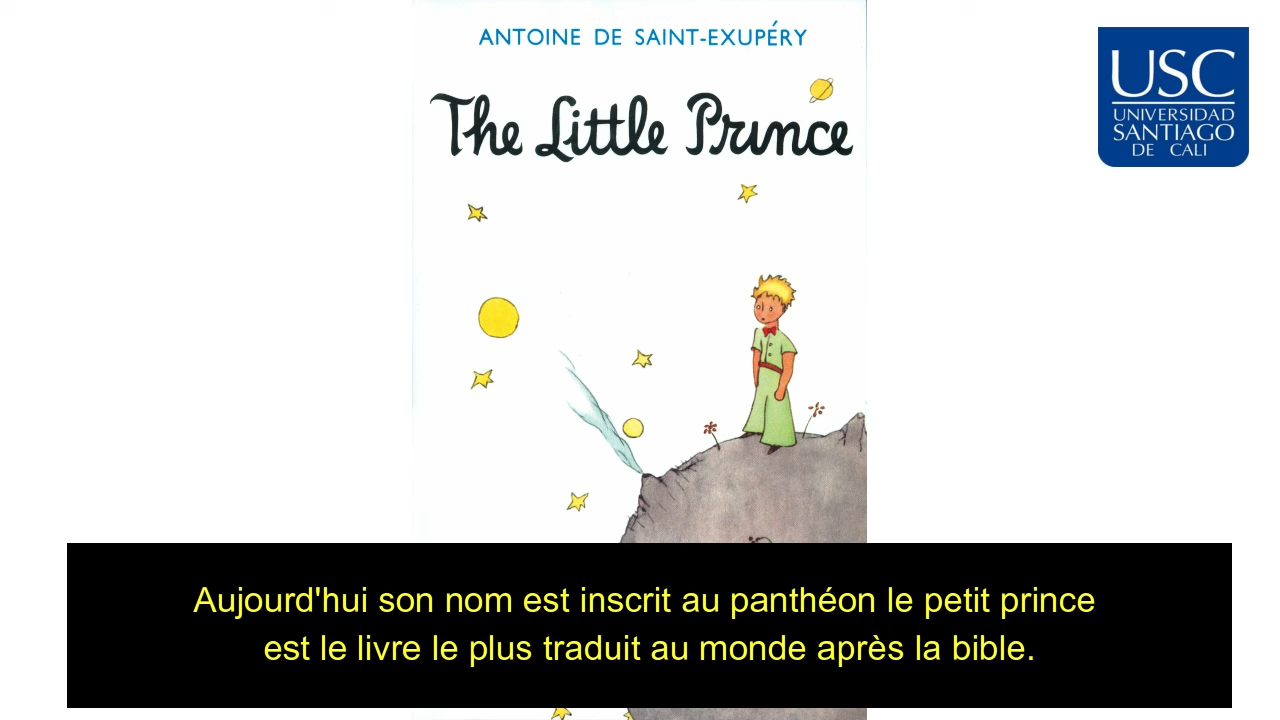 ANTOINE DE SAINT-EXUPÉRY
The Little Prince
USC
UNIVERSIDAD
SANTIAGO
DE CALI
Aujourd'hui son nom est inscrit au panthéon le petit prince
est le livre le plus traduit au monde après la bible.